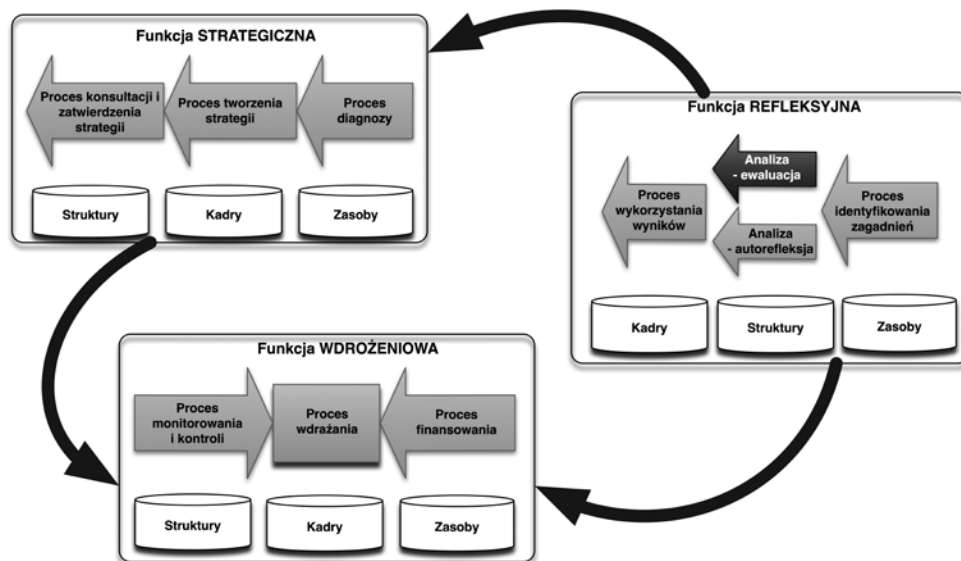 Funkcja STRATEGICZNA
Proces konsultacji i
zatwierdzenia
strategii
Proces tworzenia
strategii
Proces
diagnozy
Struktury
Kadry
Zasoby
Funkcja REFLEKSYJNA
Proces
wykorzystania
wyników
Analiza
- ewaluacja
Analiza
- autorefleksja
Proces
identyfikowania
zagadnień
Kadry
Struktury
Zasoby
Funkcja WDROŻENIOWA
Proces
monitorowania
i kontroli
Proces
wdrażania
Proces
finansowania
Struktury
Kadry
Zasoby